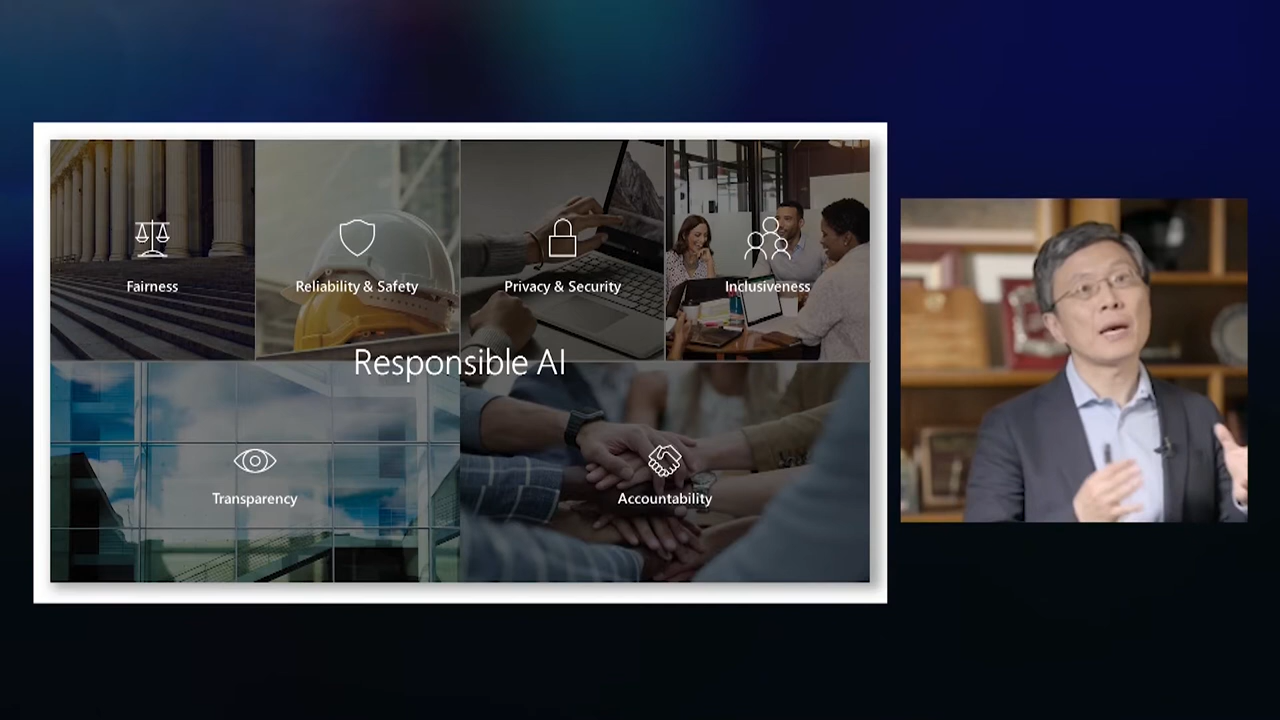 Fairness
Reliability & Safety
Privacy & Security
Inclusiveness
Responsible AI
Transparency
Accountability